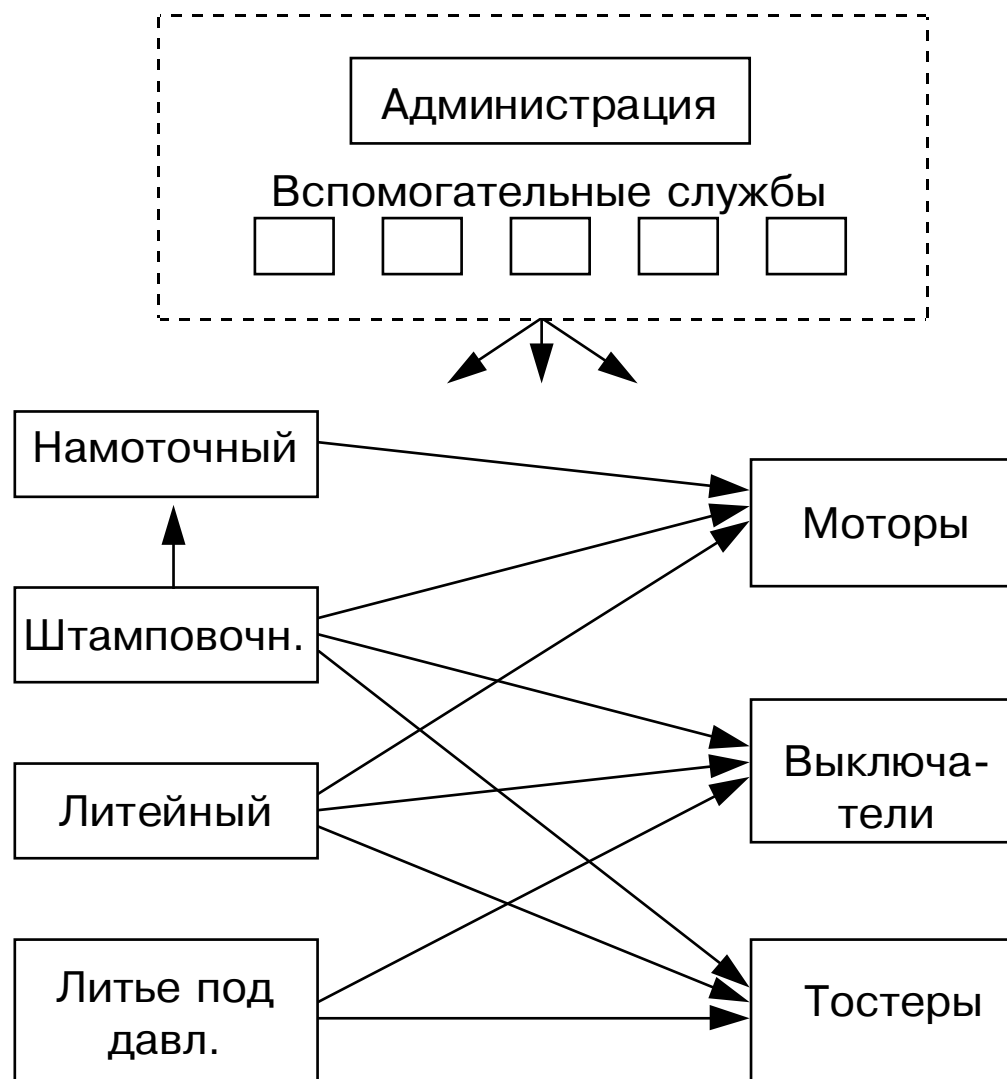 Администрация
Вспомогательные службы
Намоточный
Моторы
Штамповочн.
Выключа-
тели
Литейный
Литье под
давл.
Тостеры